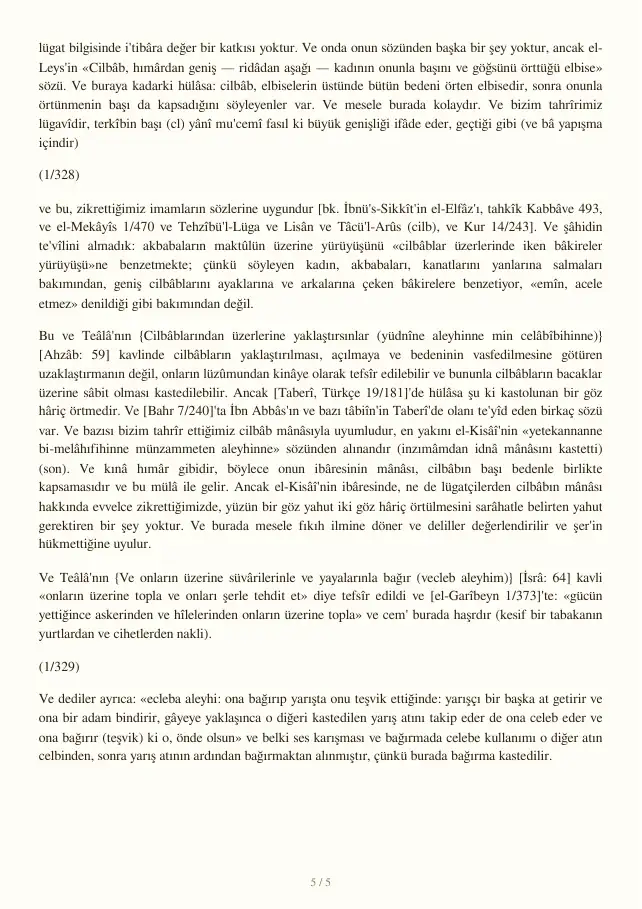 lügat bilgisinde i'tibâra değer bir katkısı yoktur. Ve onda onun sözünden başka bir şey yoktur, ancak el-
Leys'in «Cilbâb, hımârdan geniş — ridâdan aşağı — kadının onunla başını ve göğsünü örttüğü elbise»
sözü. Ve buraya kadarki hülâsa: cilbâb, elbiselerin üstünde bütün bedeni örten elbisedir, sonra onunla
örtünmenin başı da kapsadığını söyleyenler var. Ve mesele burada kolaydır. Ve bizim tahrîrimiz
lügavîdir, terkîbin başı (cl) yânî mu'cemî fasıl ki büyük genişliği ifâde eder, geçtiği gibi (ve bâ yapışma
içindir)
(1/328)
ve bu, zikrettiğimiz imamların sözlerine uygundur [bk. İbnü's-Sikkît'in el-Elfâz'ı, tahkîk Kabbâve 493,
ve el-Mekâyîs 1/470 ve Tehzîbü'l-Lüga ve Lisân ve Tâcü'l-Arûs (cilb), ve Kur 14/243]. Ve şâhidin
te'vîlini almadık: akbabaların maktûlün üzerine yürüyüşünü «cilbâblar üzerlerinde iken bâkireler
yürüyüşü»ne benzetmekte; çünkü söyleyen kadın, akbabaları, kanatlarını yanlarına salmaları
bakımından, geniş cilbâblarını ayaklarına ve arkalarına çeken bâkirelere benzetiyor, «emîn, acele
etmez» denildiği gibi bakımından değil.
Bu ve Teâlâ'nın {Cilbâblarından üzerlerine yaklaştırsınlar (yüdnîne aleyhinne min celâbîbihinne)}
[Ahzâb: 59] kavlinde cilbâbların yaklaştırılması, açılmaya ve bedeninin vasfedilmesine götüren
uzaklaştırmanın değil, onların lüzûmundan kinâye olarak tefsîr edilebilir ve bununla cilbâbların bacaklar
üzerine sâbit olması kastedilebilir. Ancak [Taberî, Türkçe 19/181]'de hülâsa şu ki kastolunan bir göz
hâriç örtmedir. Ve [Bahr 7/240]'ta İbn Abbâs'ın ve bazı tâbiîn'in Taberî'de olanı te'yîd eden birkaç sözü
var. Ve bazısı bizim tahrîr ettiğimiz cilbâb mânâsıyla uyumludur, en yakını el-Kisâî'nin «yetekannanne
bi-melâhıfihinne münzammeten aleyhinne» sözünden alınandır (inzımâmdan idnâ mânâsını kastetti)
(son). Ve kınâ hımâr gibidir, böylece onun ibâresinin mânâsı, cilbâbın başı bedenle birlikte
kapsamasıdır ve bu mülâ ile gelir. Ancak el-Kisâî'nin ibâresinde, ne de lügatçilerden cilbâbın mânâsı
hakkında evvelce zikrettiğimizde, yüzün bir göz yahut iki göz hâriç örtülmesini sarâhatle belirten yahut
gerektiren bir şey yoktur. Ve burada mesele fıkıh ilmine döner ve deliller değerlendirilir ve şer'in
hükmettiğine uyulur.
Ve Teâlâ'nın {Ve onların üzerine süvârilerinle ve yayalarınla bağır (vecleb aleyhim)} [İsrâ: 64] kavli
«onların üzerine topla ve onları şerle tehdit et» diye tefsîr edildi ve [el-Garîbeyn 1/373]'te: «gücün
yettiğince askerinden ve hîlelerinden onların üzerine topla» ve cem' burada haşrdır (kesif bir tabakanın
yurtlardan ve cihetlerden nakli).
(1/329)
Ve dediler ayrıca: «ecleba aleyhi: ona bağırıp yarışta onu teşvik ettiğinde: yarışçı bir başka at getirir ve
ona bir adam bindirir, gâyeye yaklaşınca o diğeri kastedilen yarış atını takip eder de ona celeb eder ve
ona bağırır (teşvik) ki o, önde olsun» ve belki ses karışması ve bağırmada celebe kullanımı o diğer atın
celbinden, sonra yarış atının ardından bağırmaktan alınmıştır, çünkü burada bağırma kastedilir.
5 / 5